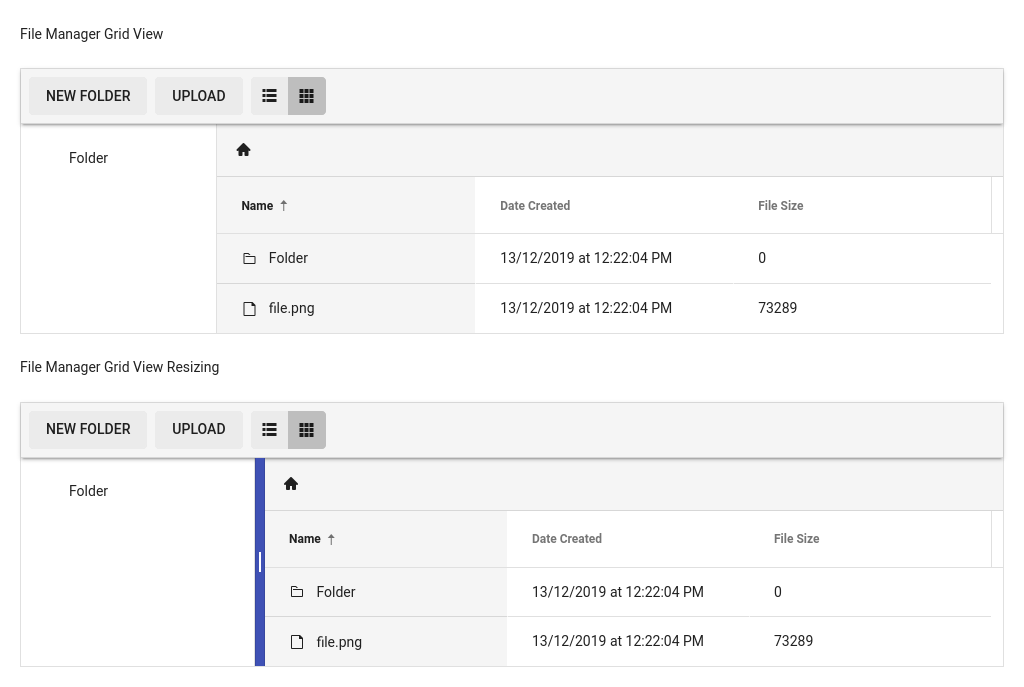 File Manager Grid View
NEW FOLDER UPLOAD
Folder
Name ↑ Date Created File Size
Folder 13/12/2019 at 12:22:04 PM 0
file.png 13/12/2019 at 12:22:04 PM 73289
File Manager Grid View Resizing
NEW FOLDER UPLOAD
Folder
Name ↑ Date Created File Size
Folder 13/12/2019 at 12:22:04 PM 0
file.png 13/12/2019 at 12:22:04 PM 73289